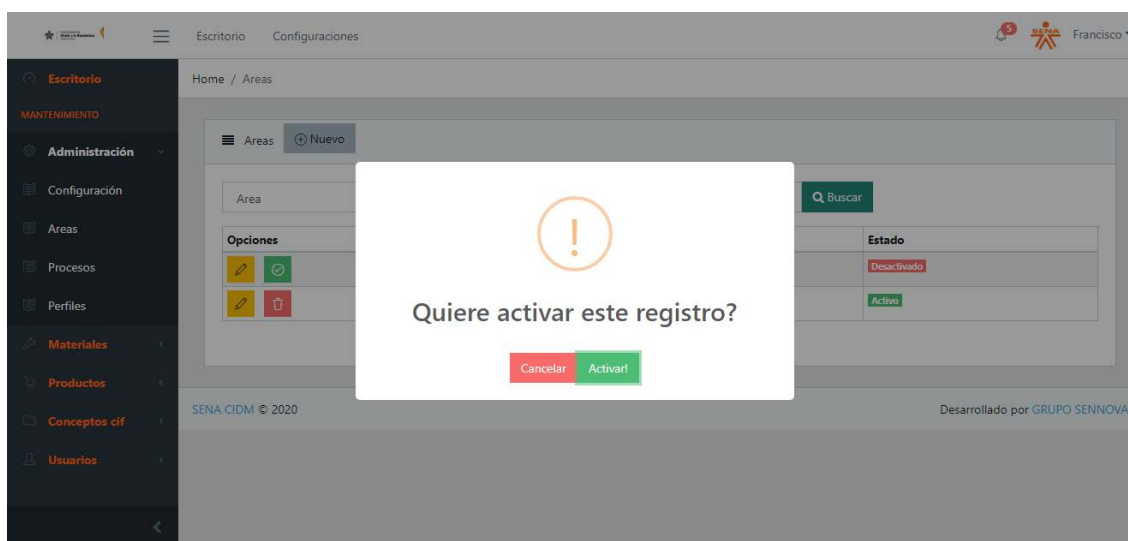 Escritorio Configuraciones 5 SENA Francisco
Escritorio
Home / Areas
MANTENIMIENTO
Areas Nuevo
Administración
Configuración
Area
Buscar
Areas
Opciones Estado
Procesos
Desactivado
Perfiles
Activo
Quiere activar este registro?
Materiales
Cancelar Activar!
Productos
SENA CIDM © 2020 Desarrollado por GRUPO SENNOVA
Conceptos cif
Usuarios